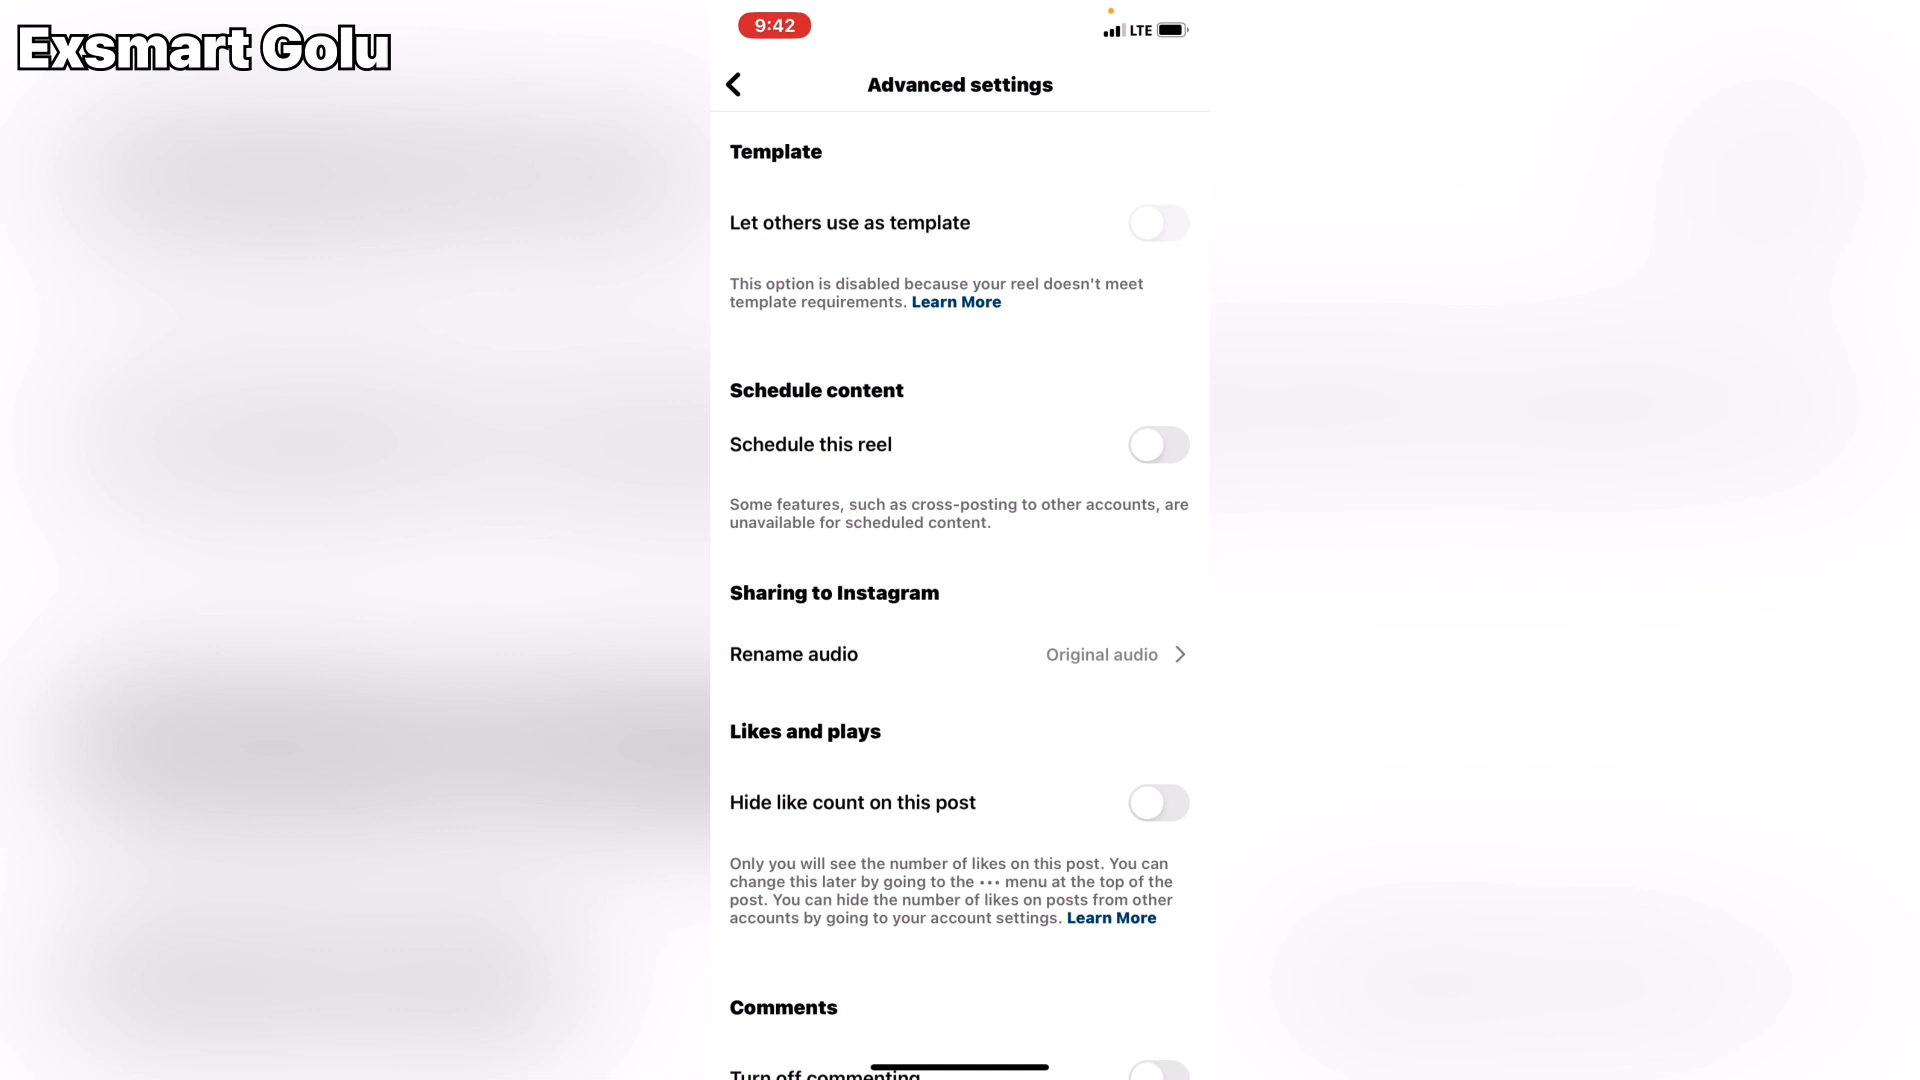 Exsmart Golu
9:42
LTE
Advanced settings
Template
Let others use as template
This option is disabled because your reel doesn't meet
template requirements. Learn More
Schedule content
Schedule this reel
Some features, such as cross-posting to other accounts, are
unavailable for scheduled content.
Sharing to Instagram
Rename audio Original audio
Likes and plays
Hide like count on this post
Only you will see the number of likes on this post. You can
change this later by going to the ••• menu at the top of the
post. You can hide the number of likes on posts from other
accounts by going to your account settings. Learn More
Comments
Turn off commenting